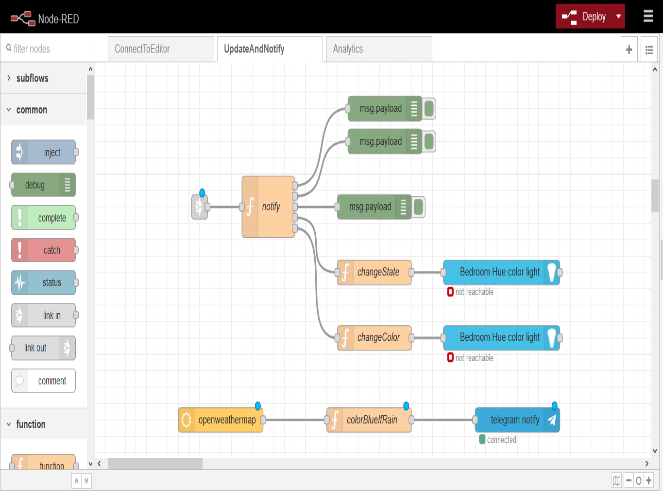 Node-RED
Deploy
filter nodes
ConnectToEditor
UpdateAndNotify
Analytics
subflows
common
inject
debug
complete
catch
status
link in
link out
comment
function
function
msg.payload
msg.payload
notify
msg.payload
changeState
Bedroom Hue color light
not reachable
changeColor
Bedroom Hue color light
not reachable
openweathermap
colorBlueIfRain
telegram notify
connected